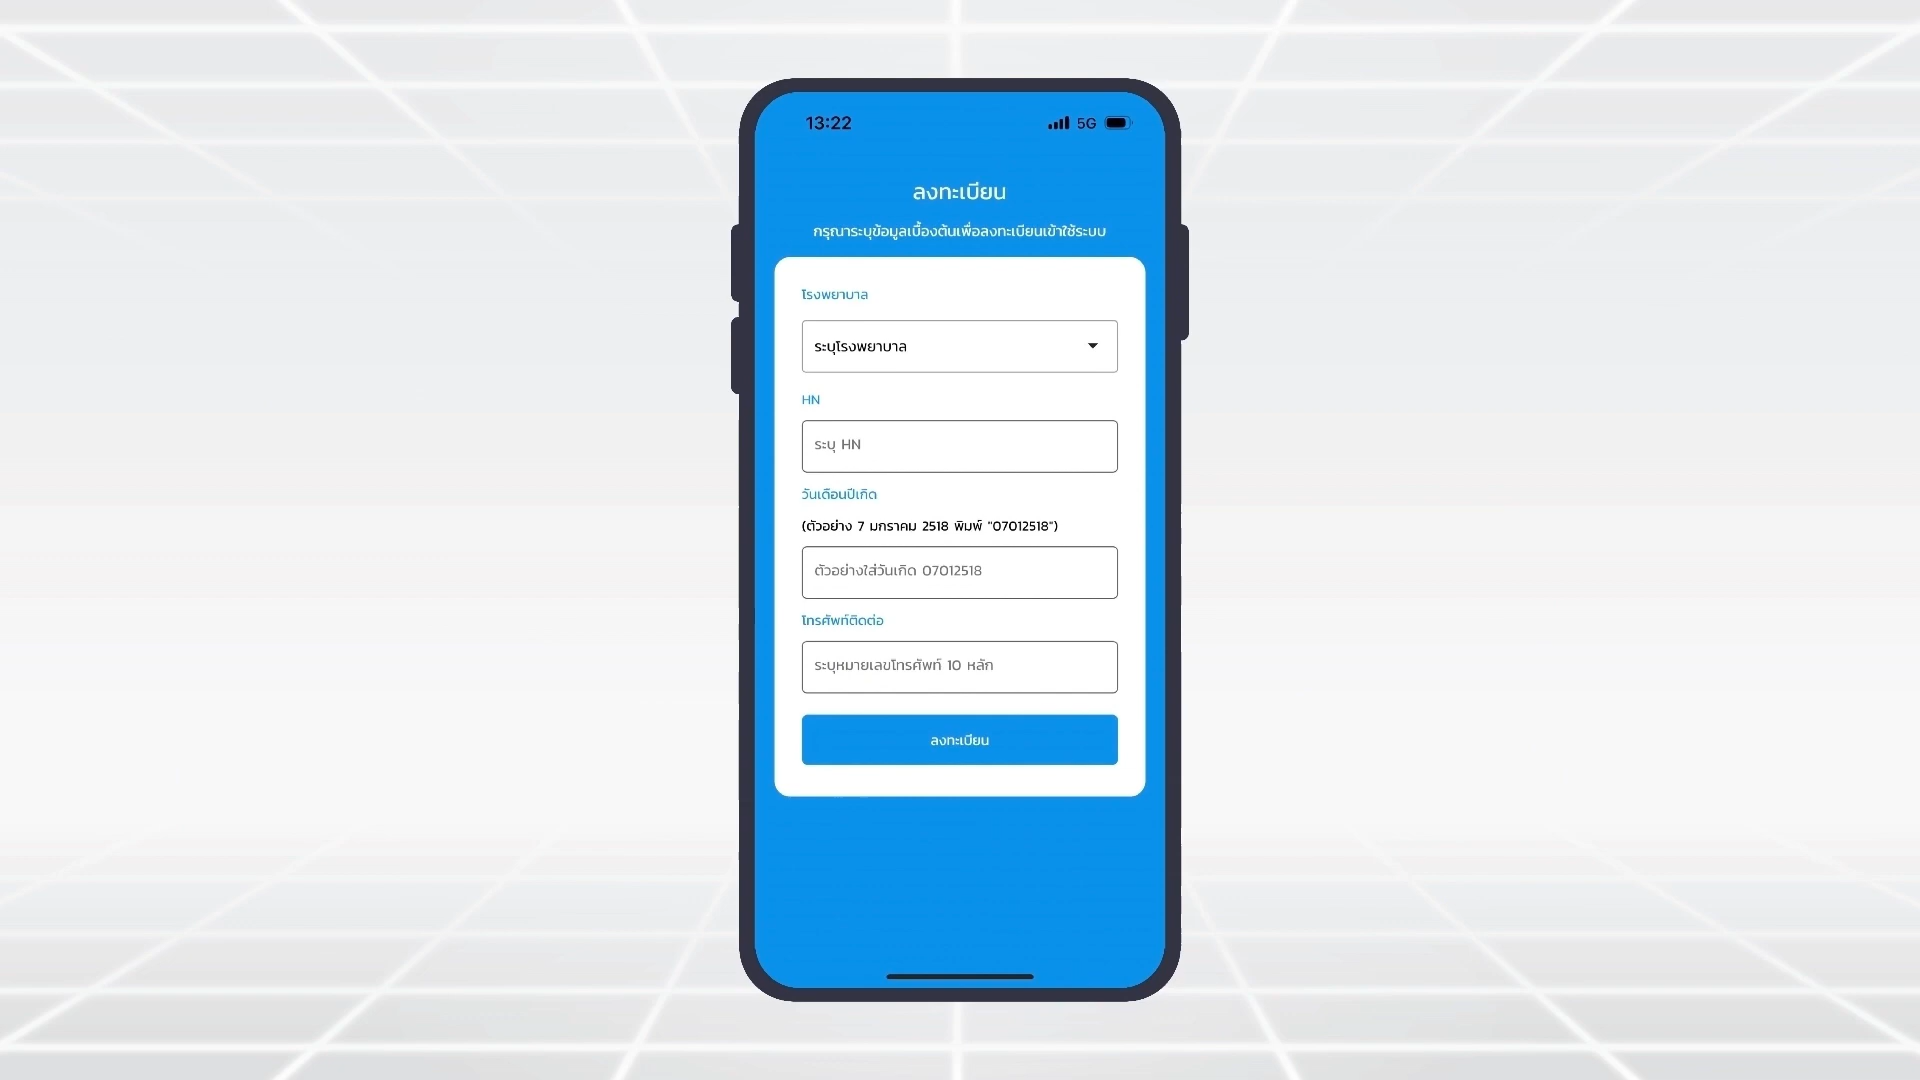 13:22 5G
ลงทะเบียน
กรุณาระบุข้อมูลเบื้องต้นเพื่อลงทะเบียนเข้าใช้ระบบ
โรงพยาบาล
ระบุโรงพยาบาล
HN
ระบุ HN
วันเดือนปีเกิด
(ตัวอย่าง 7 มกราคม 2518 พิมพ์ "07012518")
ตัวอย่างใส่วันเกิด 07012518
โทรศัพท์ติดต่อ
ระบุหมายเลขโทรศัพท์ 10 หลัก
ลงทะเบียน